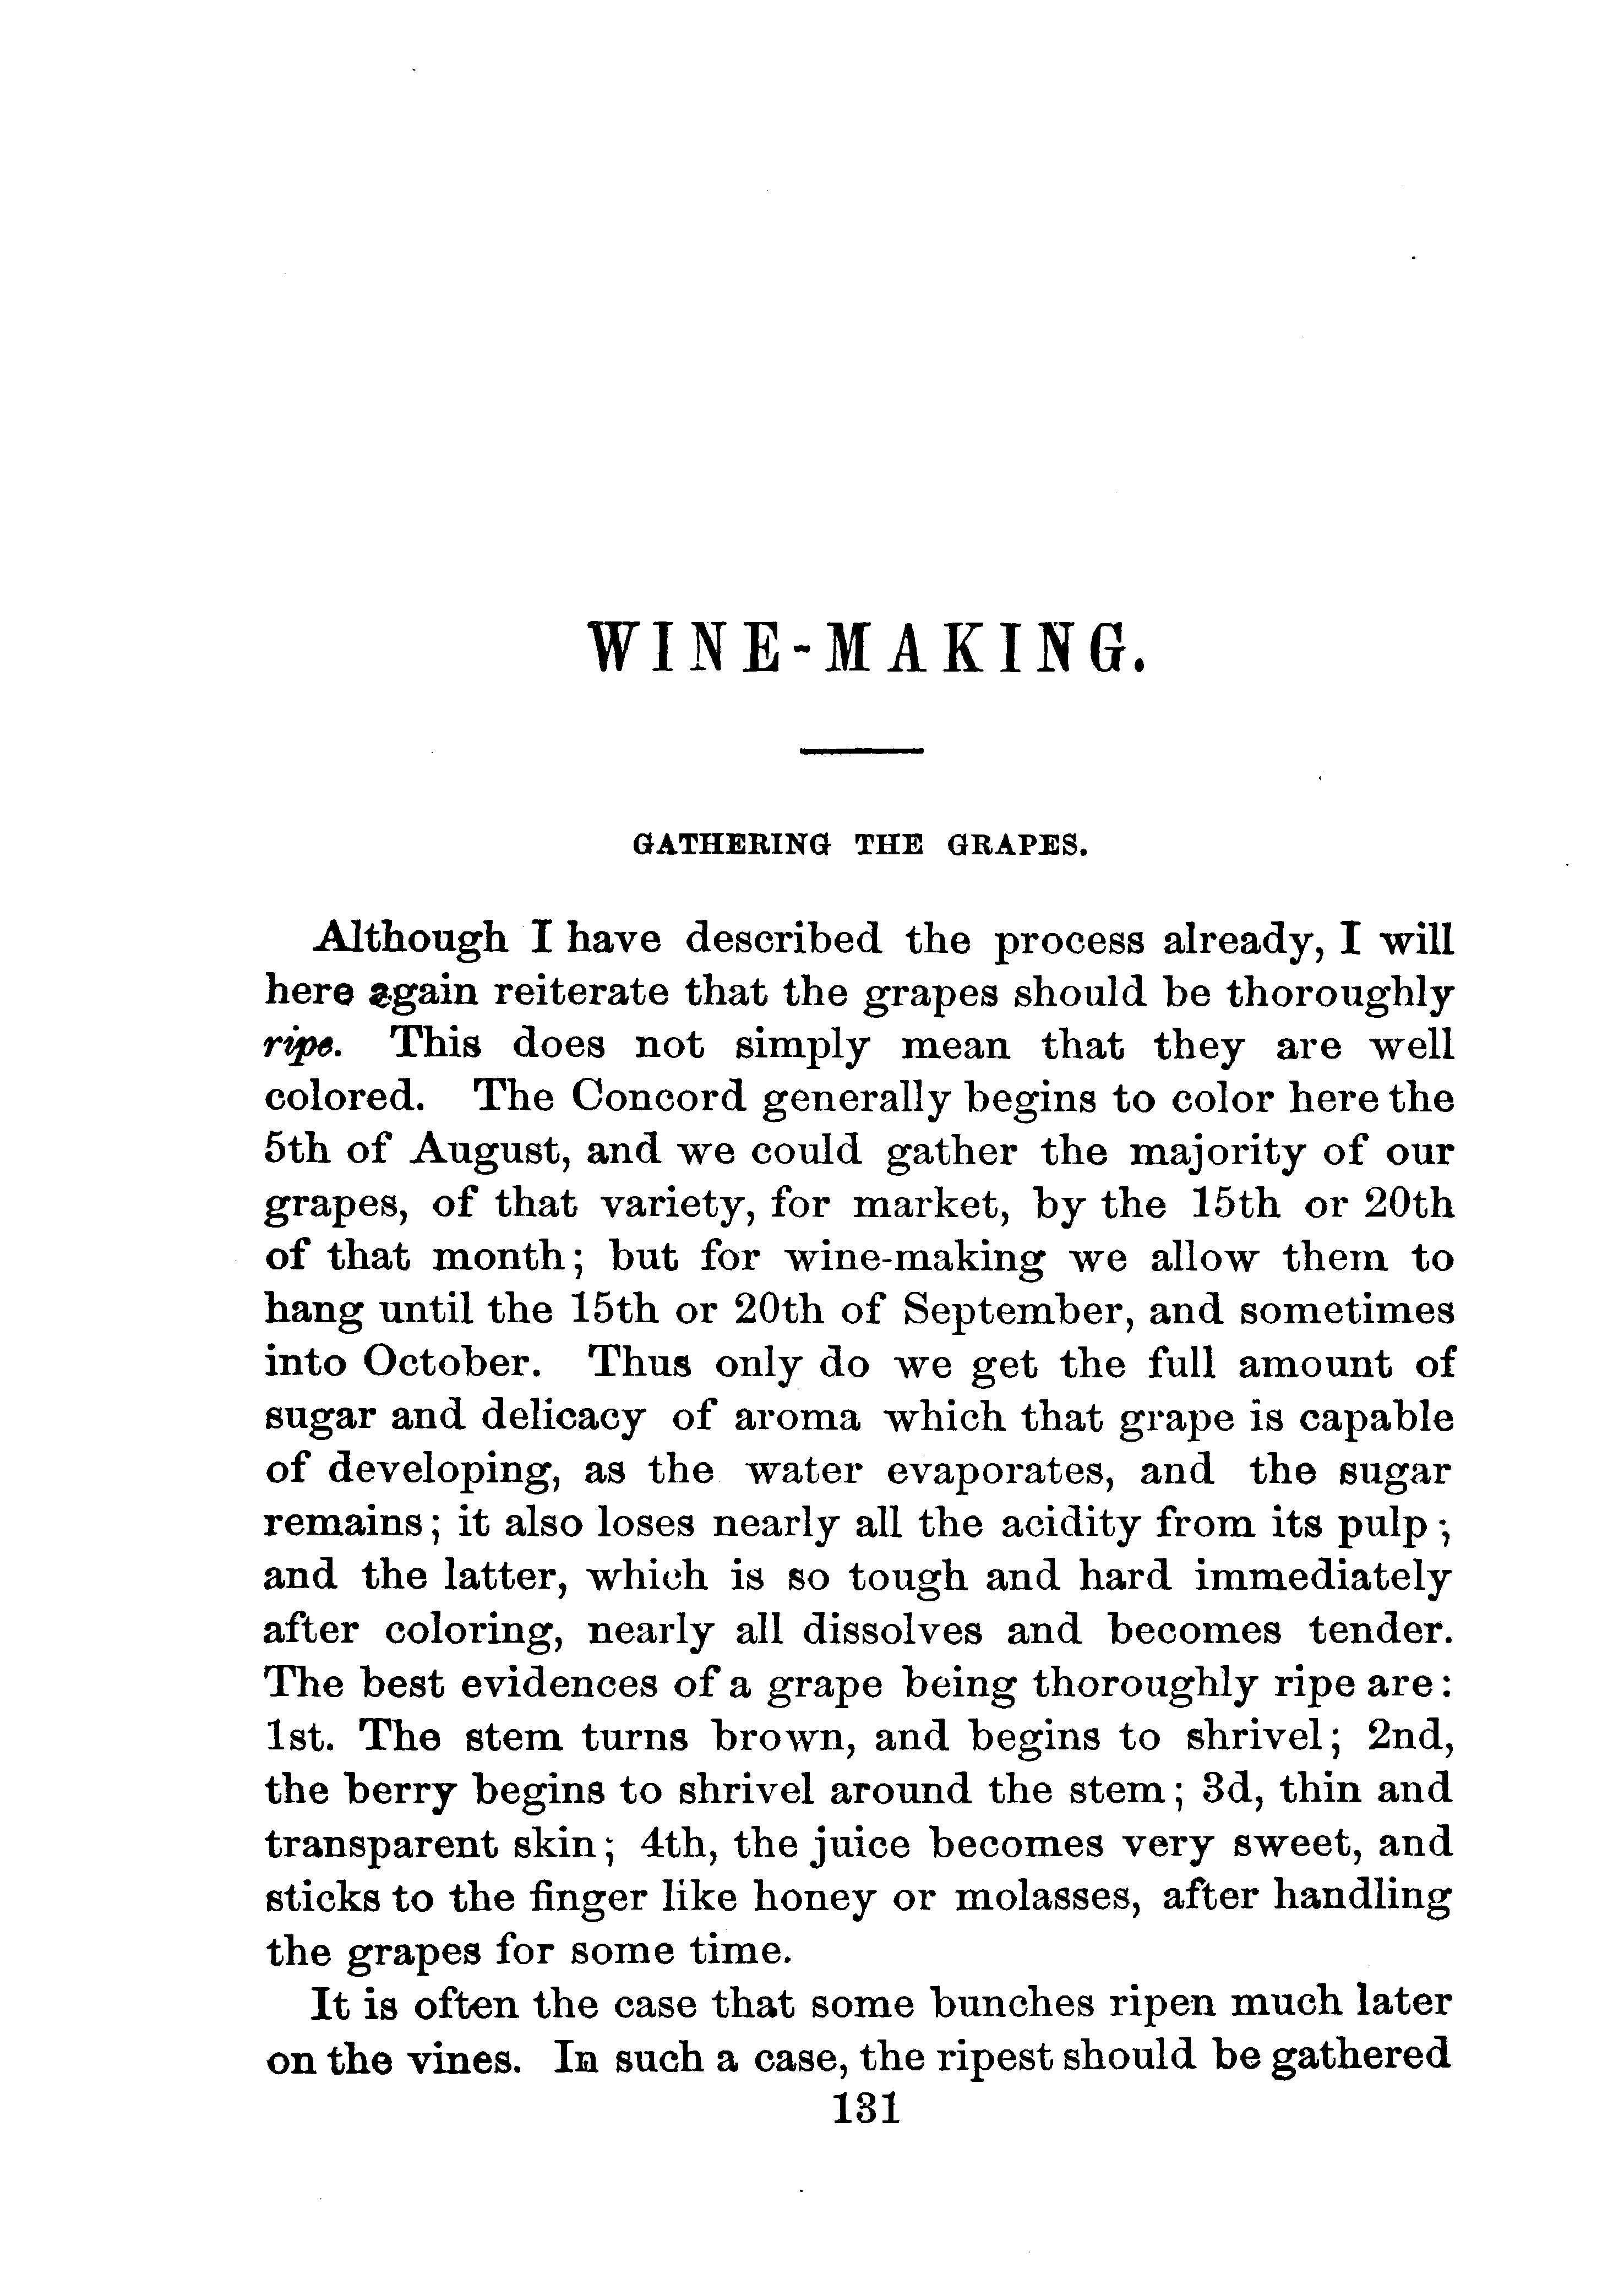 WINE-MAKING.
GATHERING THE GRAPES.
Although I have described the process already, I will
here again reiterate that the grapes should be thoroughly
ripe. This does not simply mean that they are well
colored. The Concord generally begins to color here the
5th of August, and we could gather the majority of our
grapes, of that variety, for market, by the 15th or 20th
of that month; but for wine-making we allow them to
hang until the 15th or 20th of September, and sometimes
into October. Thus only do we get the full amount of
sugar and delicacy of aroma which that grape is capable
of developing, as the water evaporates, and the sugar
remains; it also loses nearly all the acidity from its pulp;
and the latter, which is so tough and hard immediately
after coloring, nearly all dissolves and becomes tender.
The best evidences of a grape being thoroughly ripe are:
1st. The stem turns brown, and begins to shrivel; 2nd,
the berry begins to shrivel around the stem; 3d, thin and
transparent skin; 4th, the juice becomes very sweet, and
sticks to the finger like honey or molasses, after handling
the grapes for some time.
It is often the case that some bunches ripen much later
on the vines. In such a case, the ripest should be gathered
131